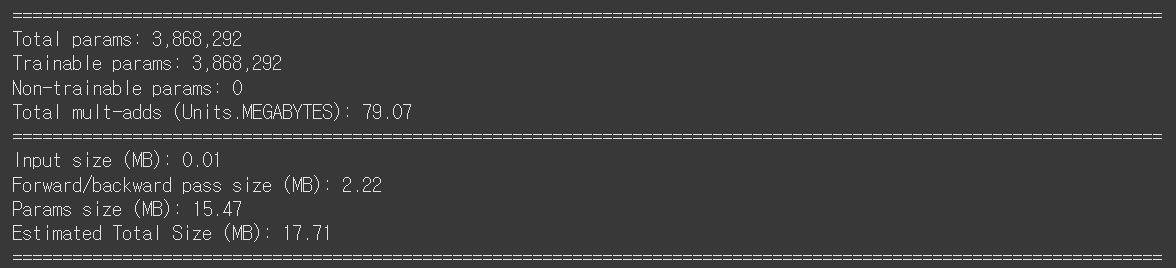 ===================================================================================================================
Total params: 3,868,292
Trainable params: 3,868,292
Non-trainable params: 0
Total mult-adds (Units.MEGABYTES): 79.07
===================================================================================================================
Input size (MB): 0.01
Forward/backward pass size (MB): 2.22
Params size (MB): 15.47
Estimated Total Size (MB): 17.71
===================================================================================================================